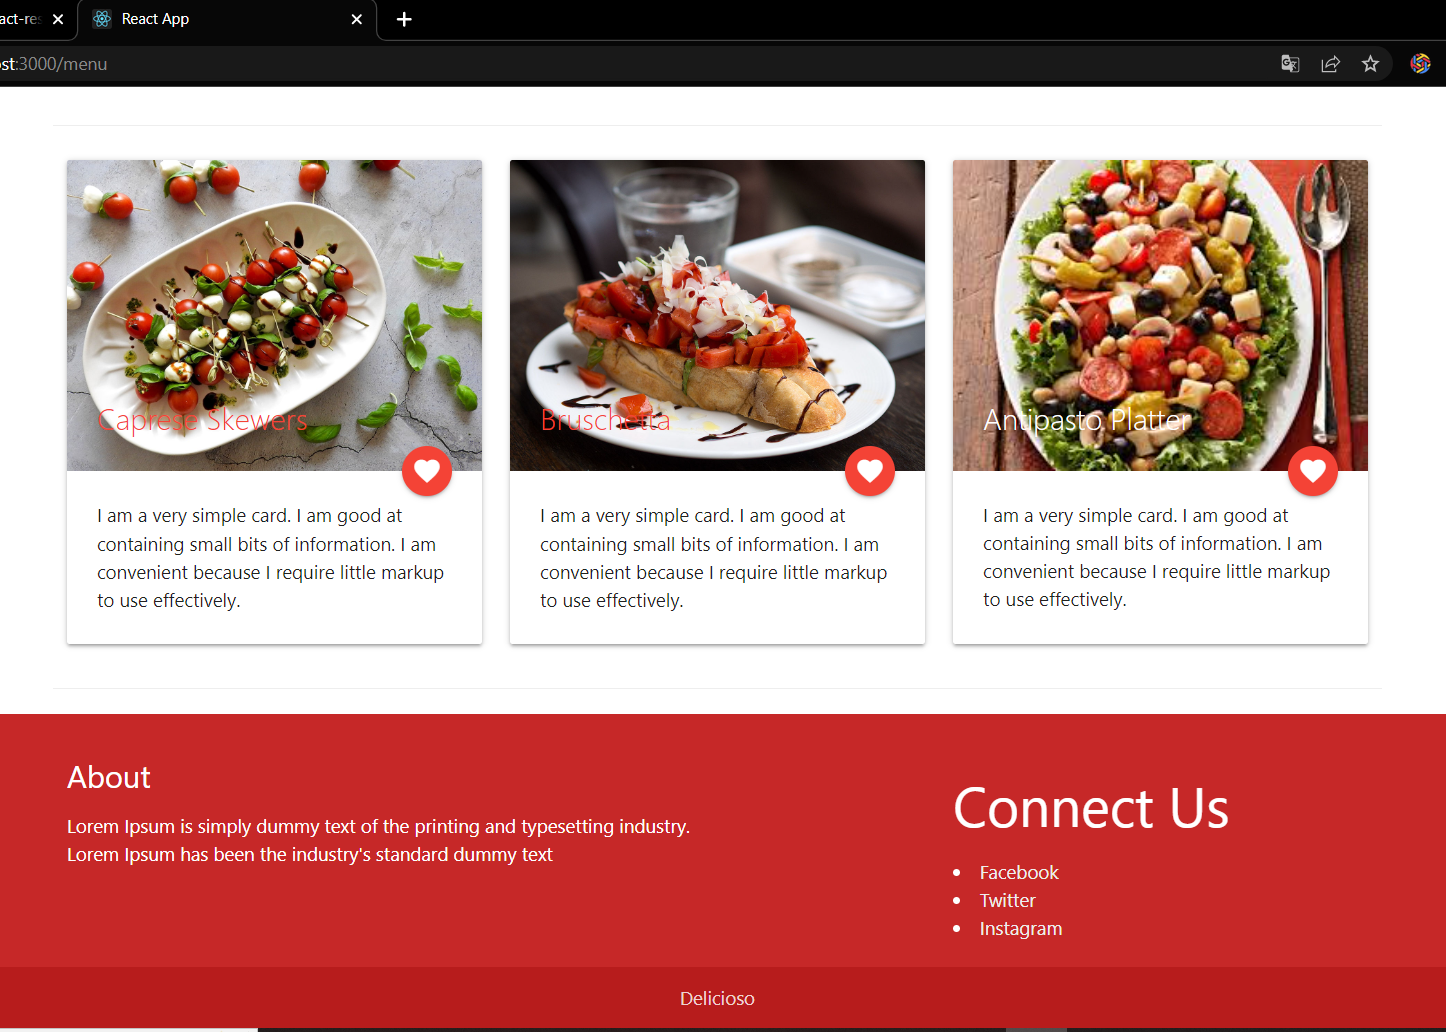 React App
:3000/menu
Caprese Skewers
Bruschetta
Antipasto Platter
I am a very simple card. I am good at
containing small bits of information. I am
convenient because I require little markup
to use effectively.
I am a very simple card. I am good at
containing small bits of information. I am
convenient because I require little markup
to use effectively.
I am a very simple card. I am good at
containing small bits of information. I am
convenient because I require little markup
to use effectively.
About
Lorem Ipsum is simply dummy text of the printing and typesetting industry.
Lorem Ipsum has been the industry's standard dummy text
Connect Us
Facebook
Twitter
Instagram
Delicioso